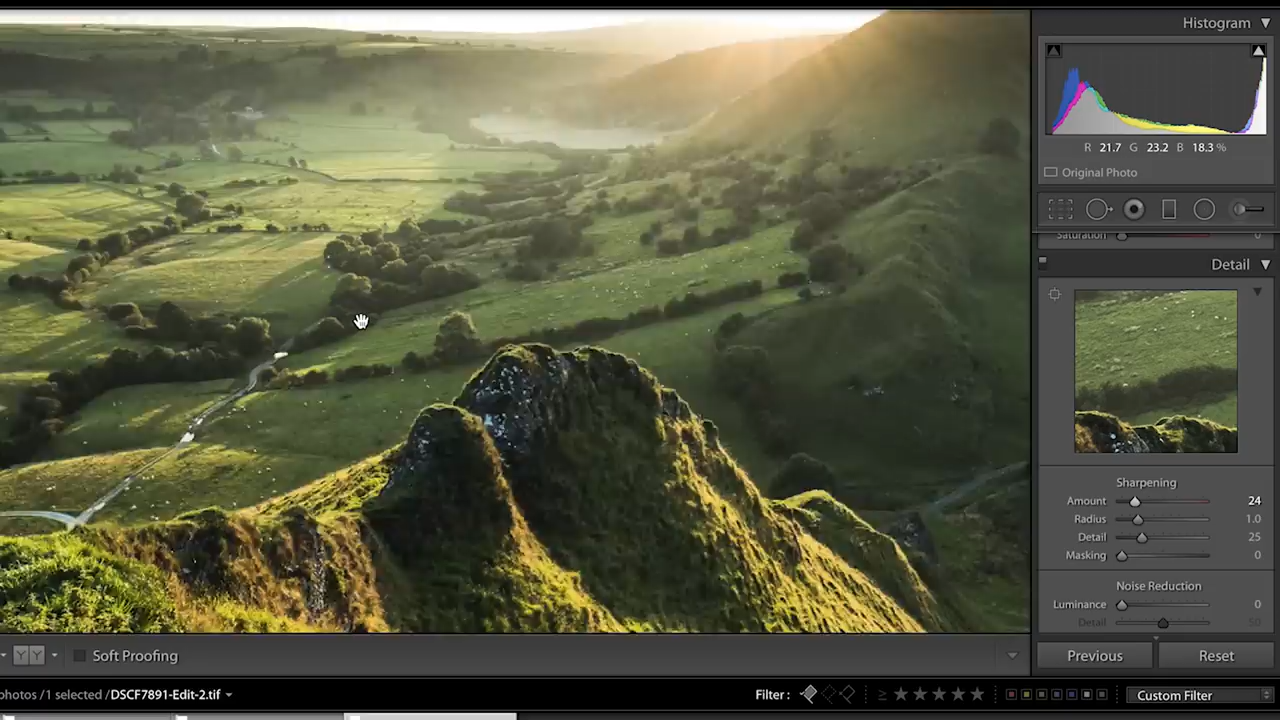 Histogram
R 21.7 G 23.2 B 18.3 %
Original Photo
Saturation 0
Detail
Sharpening
Amount 24
Radius 1.0
Detail 25
Masking 0
Noise Reduction
Luminance 0
Detail 50
Previous Reset
Y Y Soft Proofing
photos / 1 selected / DSCF7891-Edit-2.tif
Filter : ≥ ★★★★★ Custom Filter